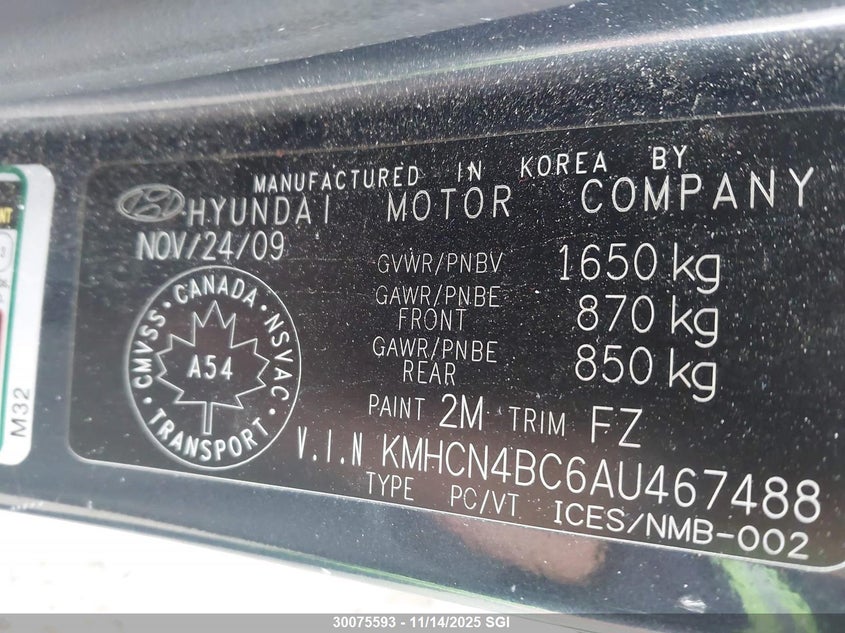 MANUFACTURED IN KOREA BY
HYUNDAI MOTOR COMPANY
NOV/24/09
GVWR/PNBV 1650 kg
GAWR/PNBE FRONT 870 kg
GAWR/PNBE REAR 850 kg
CMVSS · CANADA · NSVAC · TRANSPORT
A54
PAINT 2M TRIM FZ
V.I.N KMHCN4BC6AU467488
TYPE PC/VT ICES/NMB-002
M32
30075593 - 11/14/2025 SGI